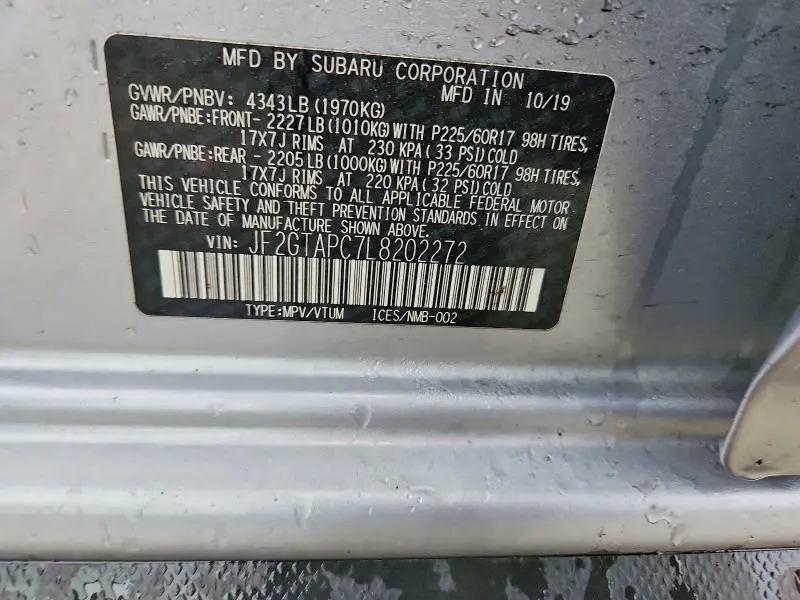 MFD BY SUBARU CORPORATION
GVWR/PNBV: 4343LB(1970KG) MFD IN 10/19
GAWR/PNBE:FRONT- 2227LB(1010KG)WITH P225/60R17 98H TIRES,
17X7J RIMS AT 230 KPA( 33 PSI)COLD
GAWR/PNBE:REAR - 2205LB(1000KG)WITH P225/60R17 98H TIRES,
17X7J RIMS AT 220 KPA( 32 PSI)COLD
THIS VEHICLE CONFORMS TO ALL APPLICABLE FEDERAL MOTOR
VEHICLE SAFETY AND THEFT PREVENTION STANDARDS IN EFFECT ON
THE DATE OF MANUFACTURE SHOWN ABOVE.
VIN: JF2GTAPC7L8202272
TYPE:MPV/VTUM ICES/NMB-002